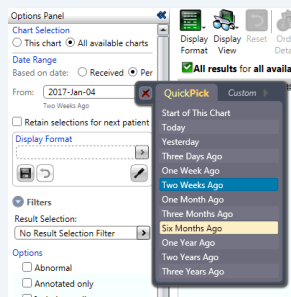 Options Panel
Chart Selection
This chart All available charts
Date Range
Based on date: Received Per
From: 2017-Jan-04
Two Weeks Ago
Retain selections for next patient
Display Format
Filters
Result Selection:
No Result Selection Filter
Options
Abnormal
Annotated only
Display Format
Display View
Reset
Orde
Deta
All results for all availa
QuickPick Custom
Start of This Chart
Today
Yesterday
Three Days Ago
One Week Ago
Two Weeks Ago
One Month Ago
Three Months Ago
Six Months Ago
One Year Ago
Two Years Ago
Three Years Ago